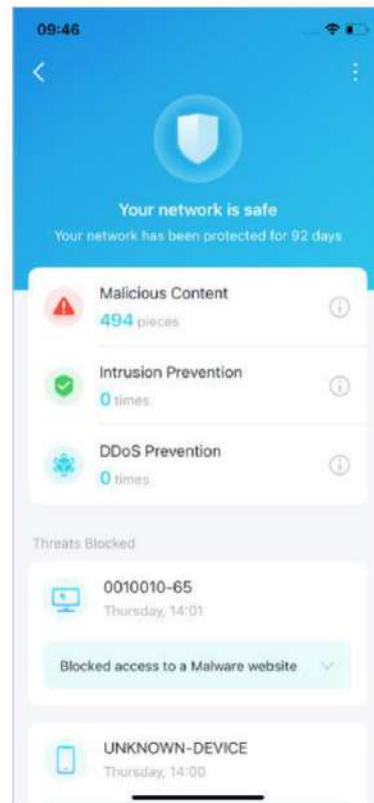 09:46
Your network is safe
Your network has been protected for 92 days
Malicious Content
494 pieces
Intrusion Prevention
0 times
DDoS Prevention
0 times
Threats Blocked
0010010-65
Thursday, 14:01
Blocked access to a Malware website
UNKNOWN-DEVICE
Thursday, 14:00